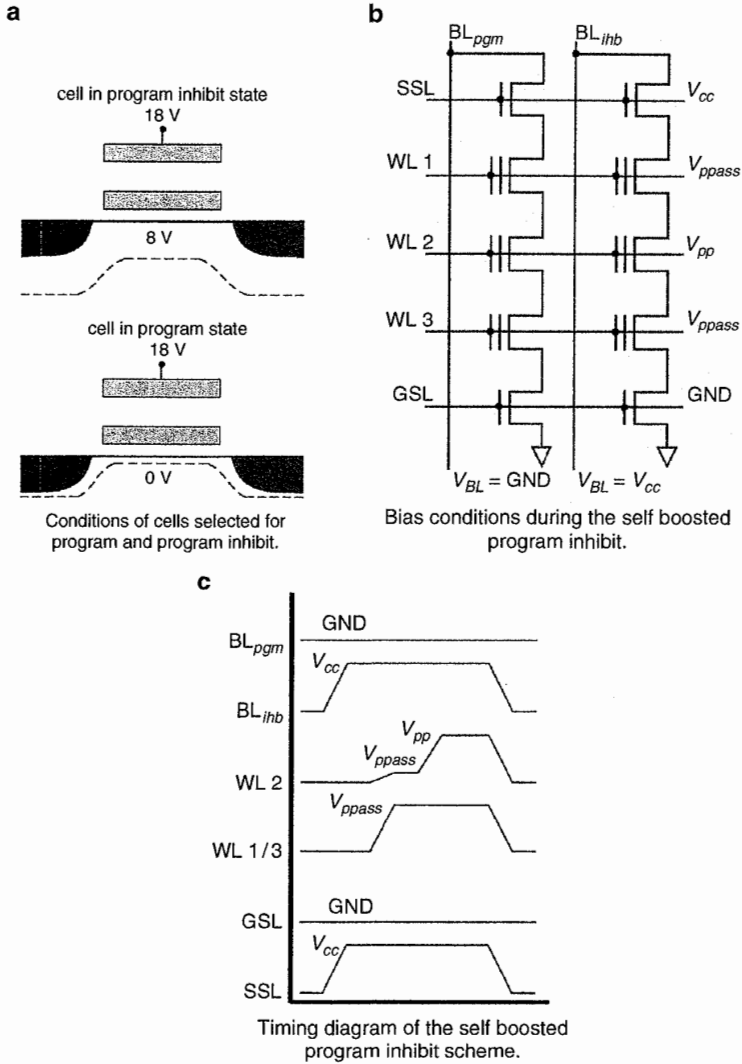 a
cell in program inhibit state
18 V
8 V
cell in program state
18 V
0 V
Conditions of cells selected for
program and program inhibit.
b
BLpgm
BLihb
SSL
Vcc
WL 1
Vppass
WL 2
Vpp
WL 3
Vppass
GSL
GND
VBL = GND
VBL = Vcc
Bias conditions during the self boosted
program inhibit.
c
GND
BLpgm
Vcc
BLihb
Vpp
Vppass
WL 2
Vppass
WL 1/3
GND
GSL
Vcc
SSL
Timing diagram of the self boosted
program inhibit scheme.